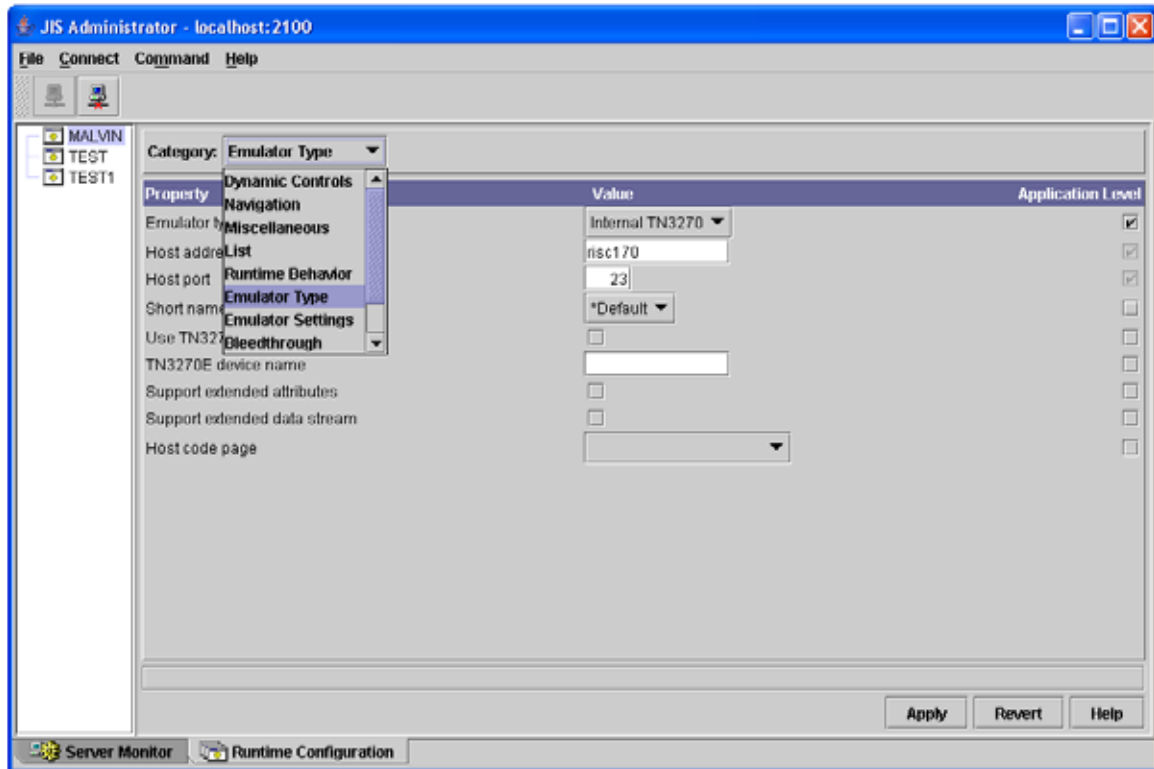 JIS Administrator - localhost:2100
File Connect Command Help
MALVIN
TEST
TEST1
Category: Emulator Type
Dynamic Controls
Navigation
Miscellaneous
List
Runtime Behavior
Emulator Type
Emulator Settings
Bleedthrough
Property Value Application Level
Emulator Internal TN3270
Host risc170
Host port 23
Short name *Default
Use
TN3270E device name
Support extended attributes
Support extended data stream
Host code page
Apply Revert Help
Server Monitor Runtime Configuration